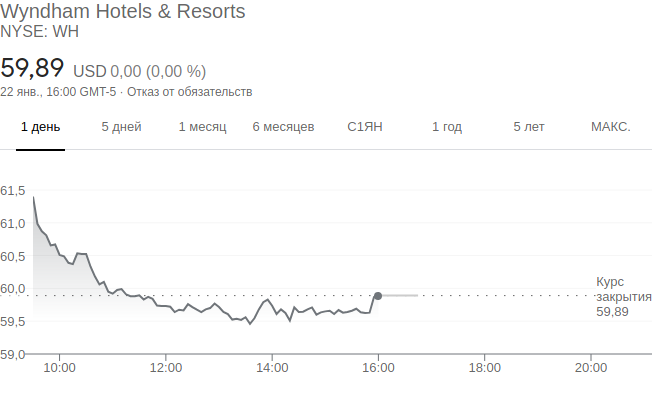 Wyndham Hotels & Resorts
NYSE: WH
59,89 USD 0,00 (0,00 %)
22 янв., 16:00 GMT-5 · Отказ от обязательств
1 день 5 дней 1 месяц 6 месяцев С1ЯН 1 год 5 лет МАКС.
61,5
61,0
60,5
60,0
59,5
59,0
Курс
закрытия
59,89
10:00 12:00 14:00 16:00 18:00 20:00